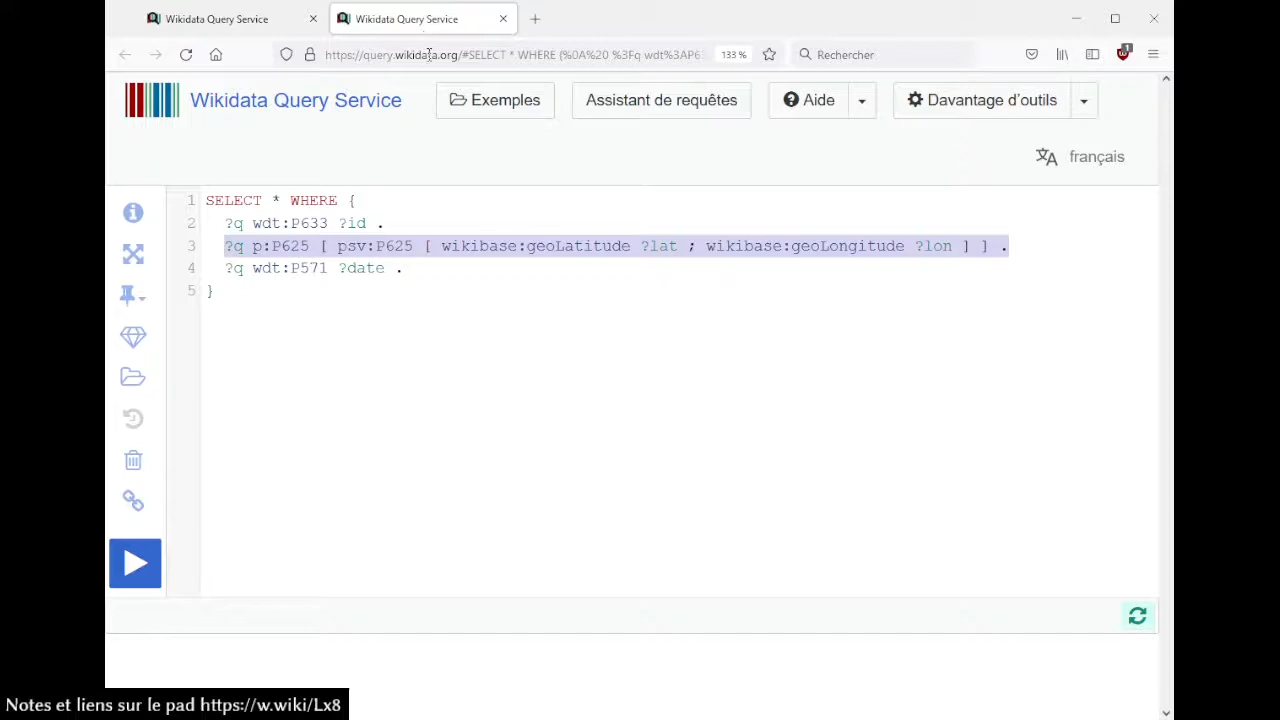 Wikidata Query Service
Wikidata Query Service
https://query.wikidata.org/#SELECT * WHERE {%0A%20 %3Fq wdt%3AP6
133 %
Rechercher
1
Wikidata Query Service
Exemples
Assistant de requêtes
Aide
Davantage d’outils
français
1 SELECT * WHERE {
2 ?q wdt:P633 ?id .
3 ?q p:P625 [ psv:P625 [ wikibase:geoLatitude ?lat ; wikibase:geoLongitude ?lon ] ] .
4 ?q wdt:P571 ?date .
5 }
Notes et liens sur le pad https://w.wiki/Lx8